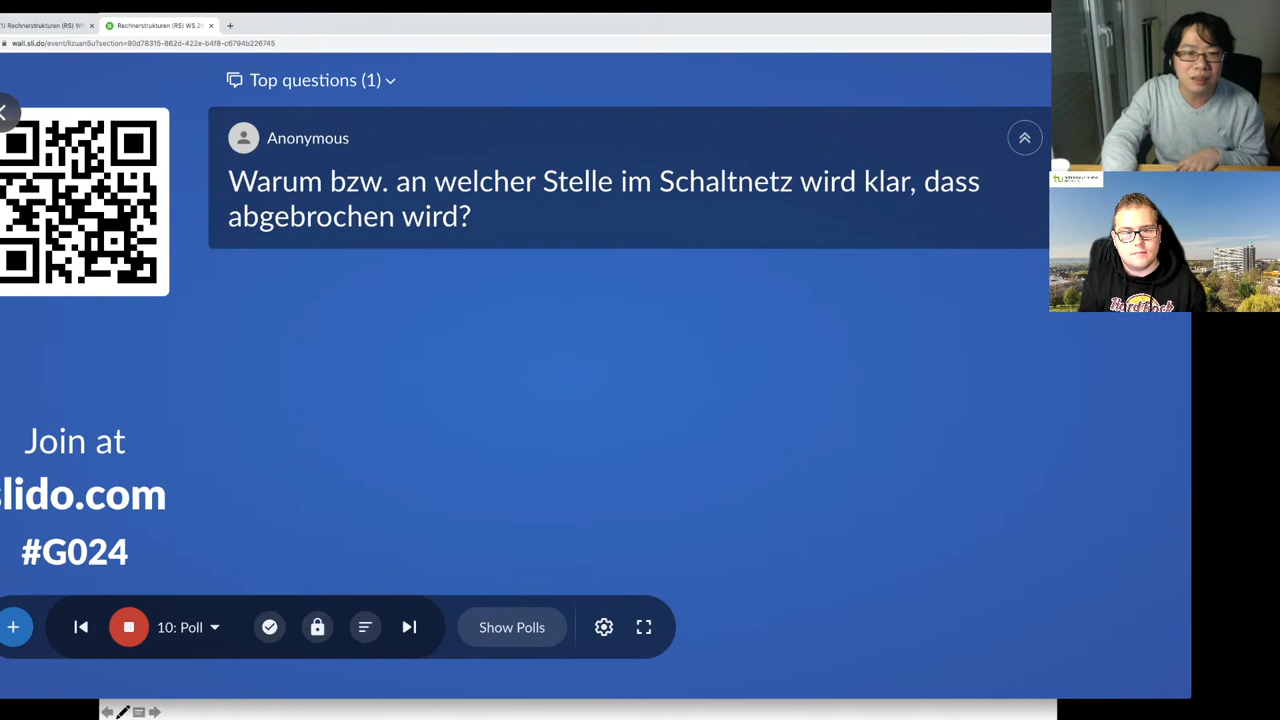 ) Rechnerstrukturen (RS) W
Rechnerstrukturen (RS) WS 20
wall.sli.do/event/lizuan5u?section=90d78315-862d-422e-b4f8-c6794b226745
Top questions (1)
Anonymous
Warum bzw. an welcher Stelle im Schaltnetz wird klar, dass
abgebrochen wird?
Join at
slido.com
#G024
10: Poll
Show Polls